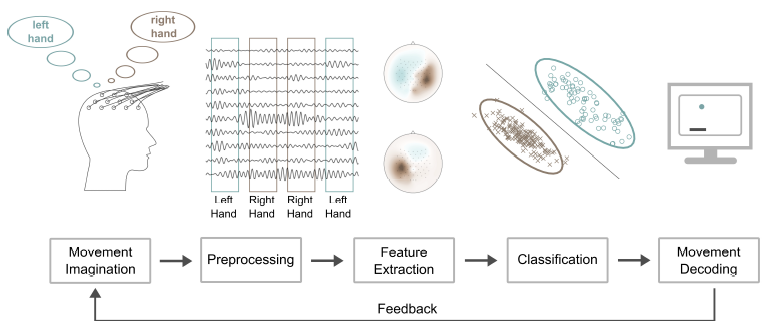 left
hand
right
hand
Left
Hand
Right
Hand
Right
Hand
Left
Hand
Movement
Imagination
Preprocessing
Feature
Extraction
Classification
Movement
Decoding
Feedback